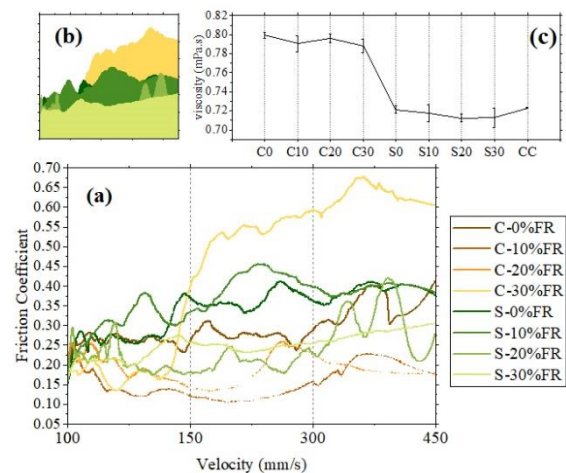 (b)
(c)
viscosity (mPa.s)
0.82
0.80
0.78
0.76
0.74
0.72
0.70
C0 C10 C20 C30 S0 S10 S20 S30 CC
(a)
Friction Coefficient
0.70
0.65
0.60
0.55
0.50
0.45
0.40
0.35
0.30
0.25
0.20
0.15
0.10
0.05
100 150 300 450
Velocity (mm/s)
C-0%FR
C-10%FR
C-20%FR
C-30%FR
S-0%FR
S-10%FR
S-20%FR
S-30%FR